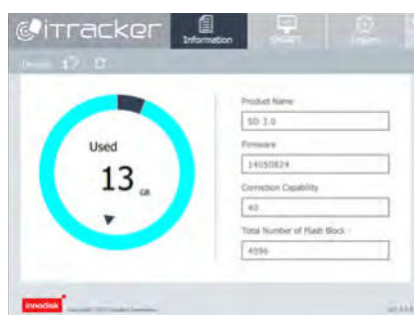 iTracker
Information
Used
13 GB
Product Name
SD 3.0
Firmware
14050824
Correction Capability
40
Total Number of Flash Block
4096
innodisk